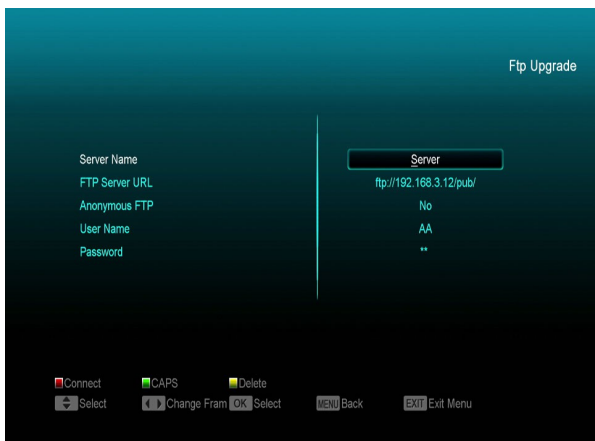 Ftp Upgrade
Server Name Server
FTP Server URL ftp://192.168.3.12/pub/
Anonymous FTP No
User Name AA
Password **
Connect CAPS Delete
Select Change Fram OK Select MENU Back EXIT Exit Menu